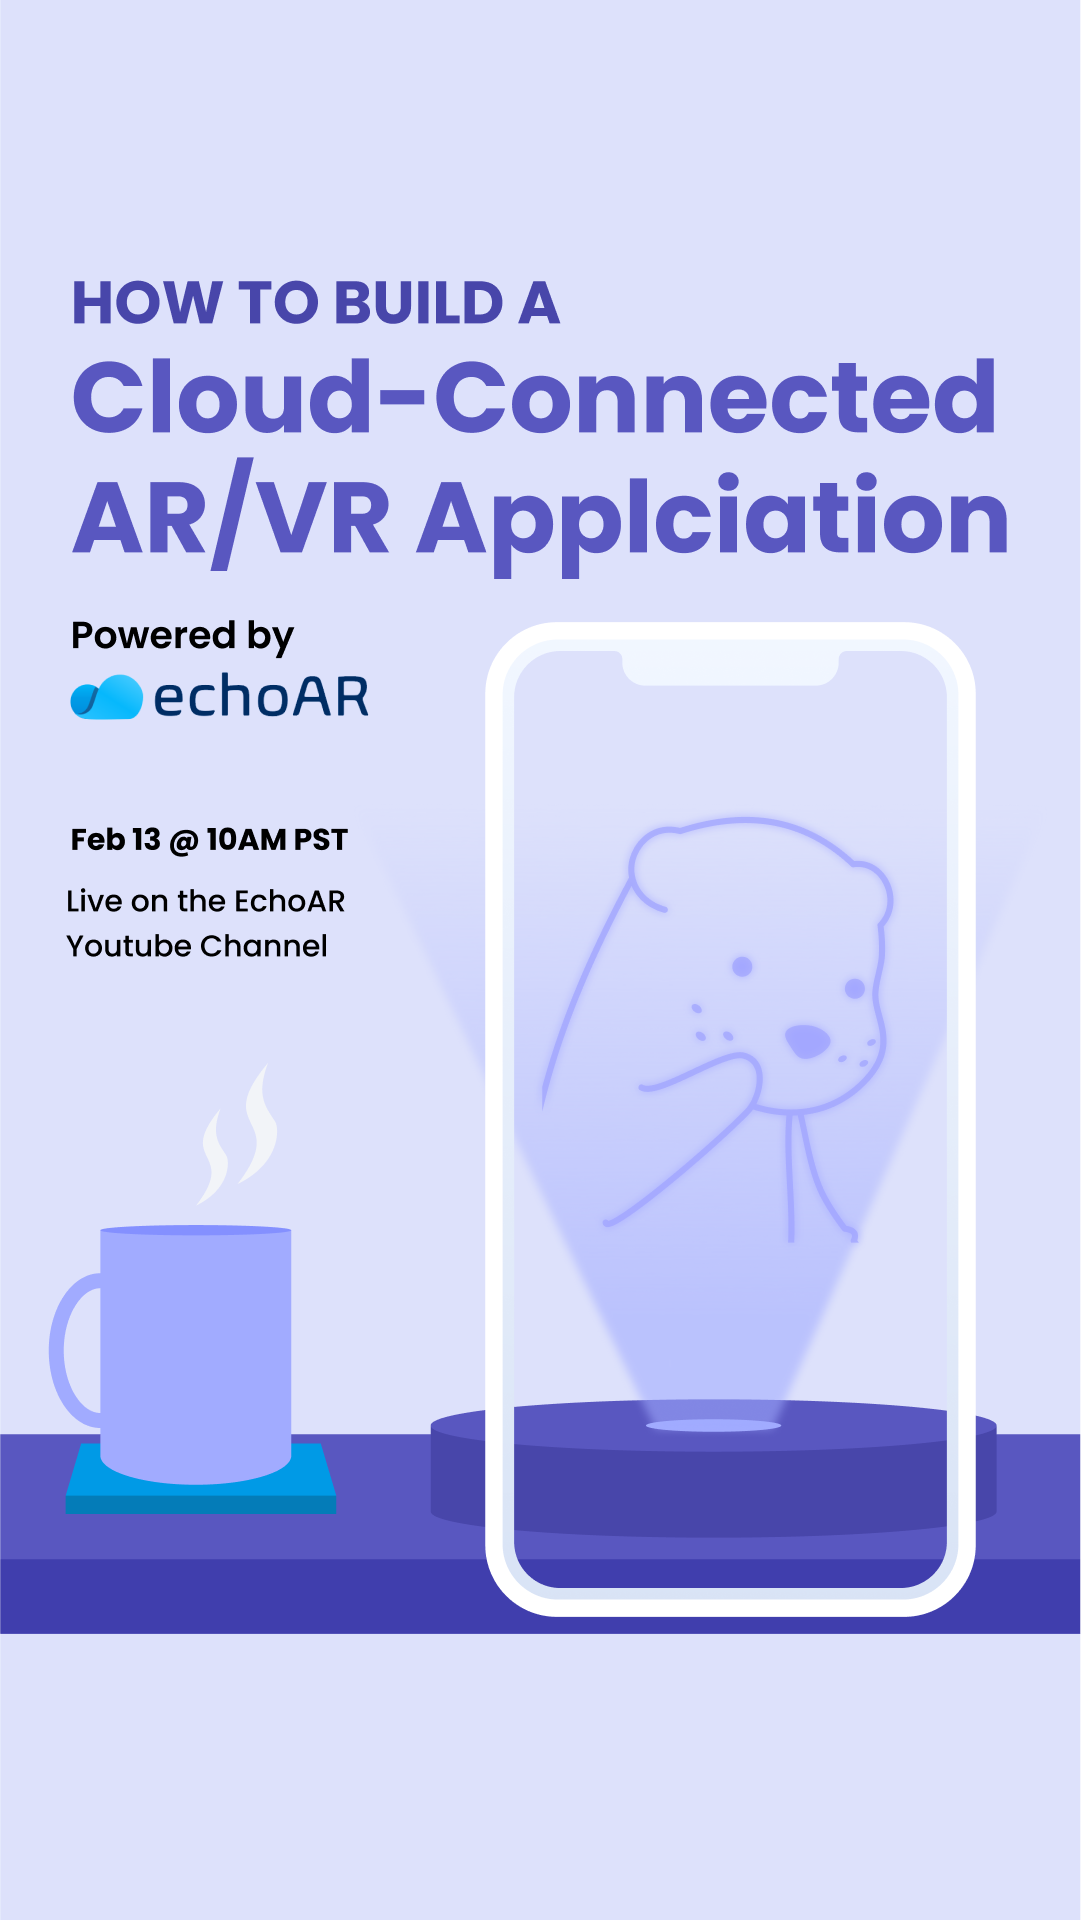 HOW TO BUILD A
Cloud-Connected
AR/VR Applciation
Powered by
echoAR
Feb 13 @ 10AM PST
Live on the EchoAR
Youtube Channel